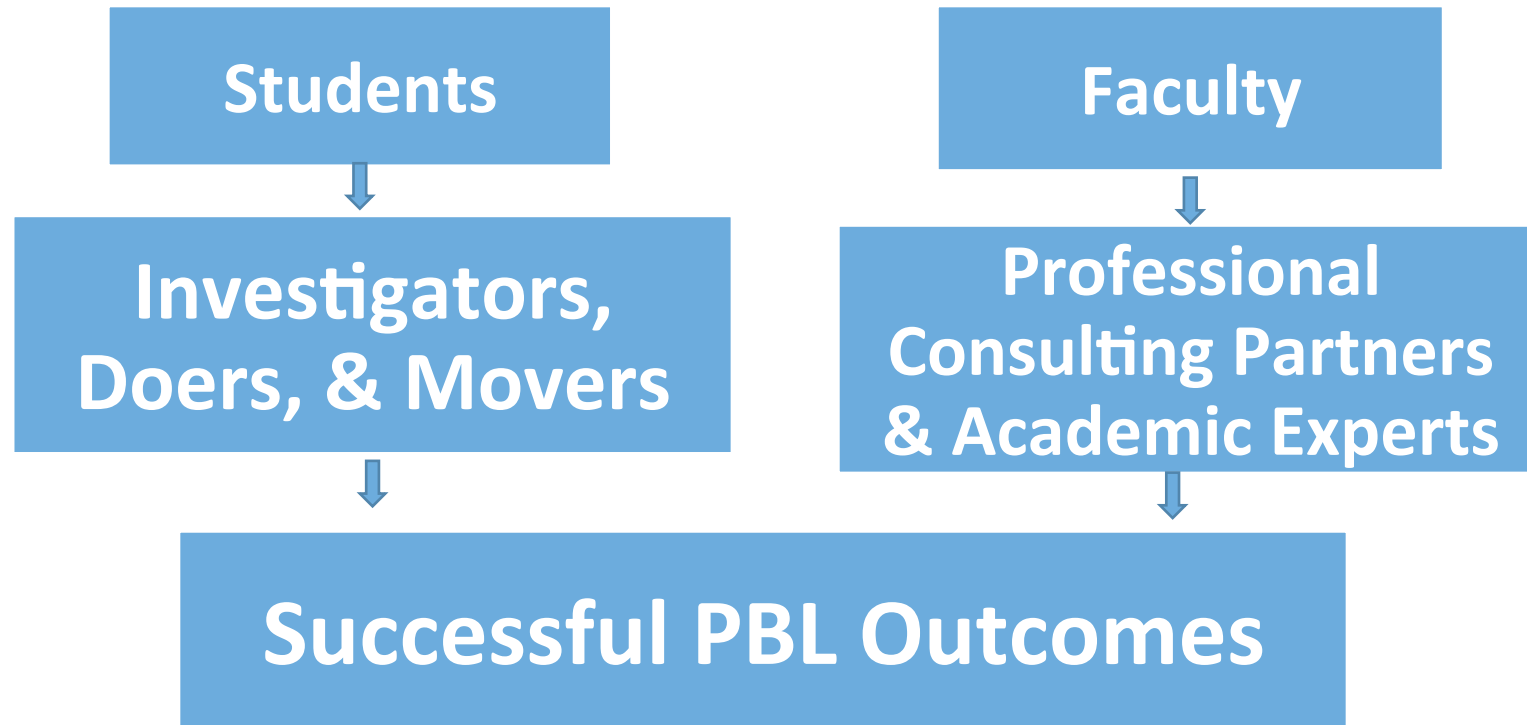 Students
Faculty
Investigators,
Doers, & Movers
Professional
Consulting Partners
& Academic Experts
Successful PBL Outcomes